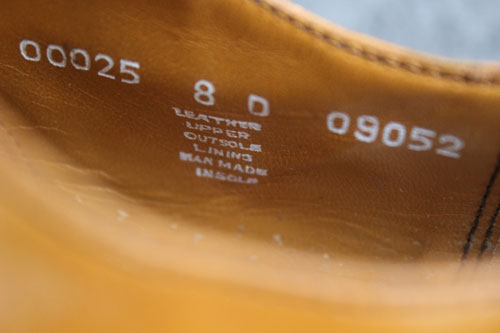 00025 8 D 09052
LEATHER
UPPER
OUTSOLE
LINING
MAN MADE
INSOLE